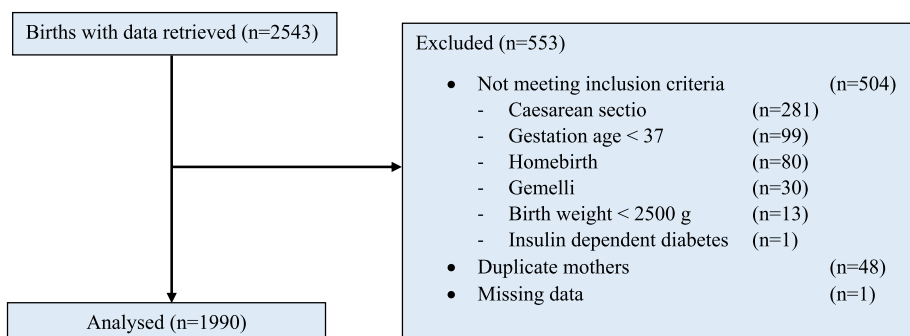 Births with data retrieved (n=2543)
Excluded (n=553)
• Not meeting inclusion criteria (n=504)
- Caesarean sectio (n=281)
- Gestation age < 37 (n=99)
- Homebirth (n=80)
- Gemelli (n=30)
- Birth weight < 2500 g (n=13)
- Insulin dependent diabetes (n=1)
• Duplicate mothers (n=48)
• Missing data (n=1)
Analysed (n=1990)